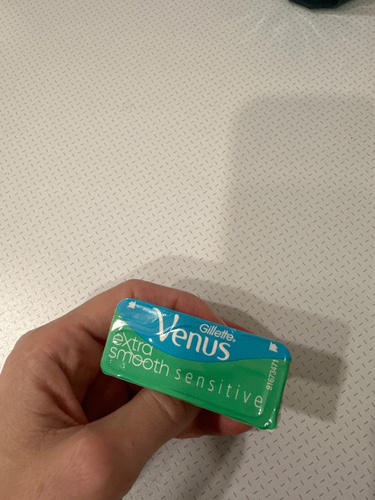 Gillette
Venus
extra
smooth sensitive
91673471